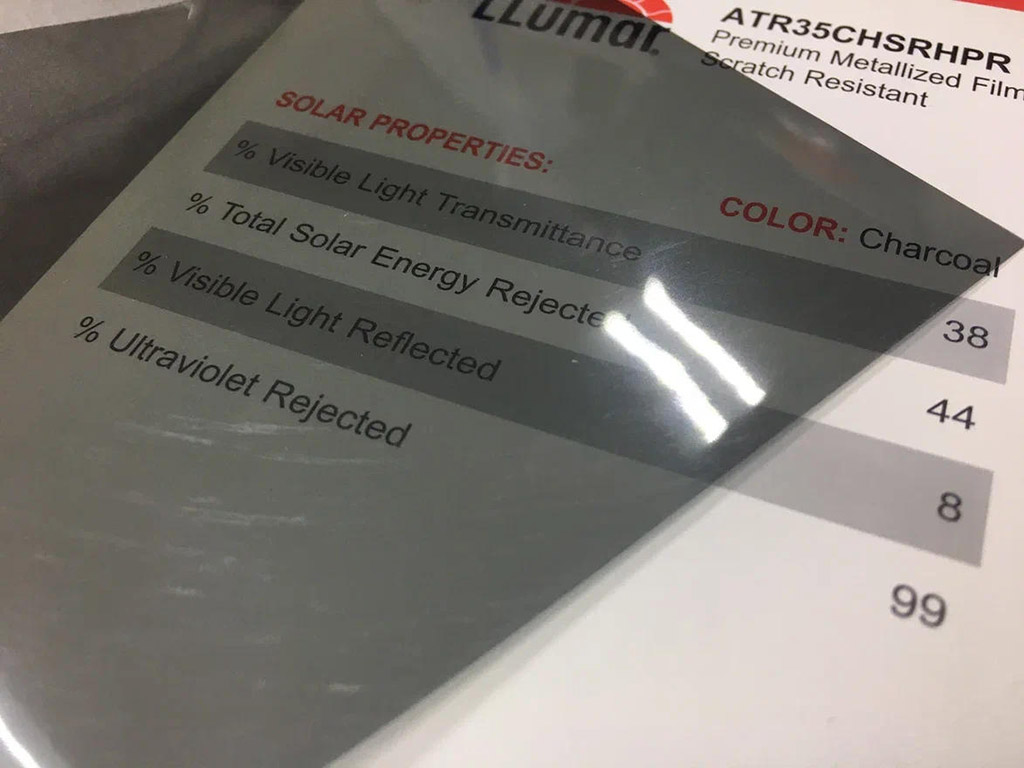 LLumar.
ATR35CHSRHPR
Premium Metallized Film
Scratch Resistant
SOLAR PROPERTIES:
COLOR: Charcoal
% Visible Light Transmittance 38
% Total Solar Energy Rejected 44
% Visible Light Reflected 8
% Ultraviolet Rejected 99